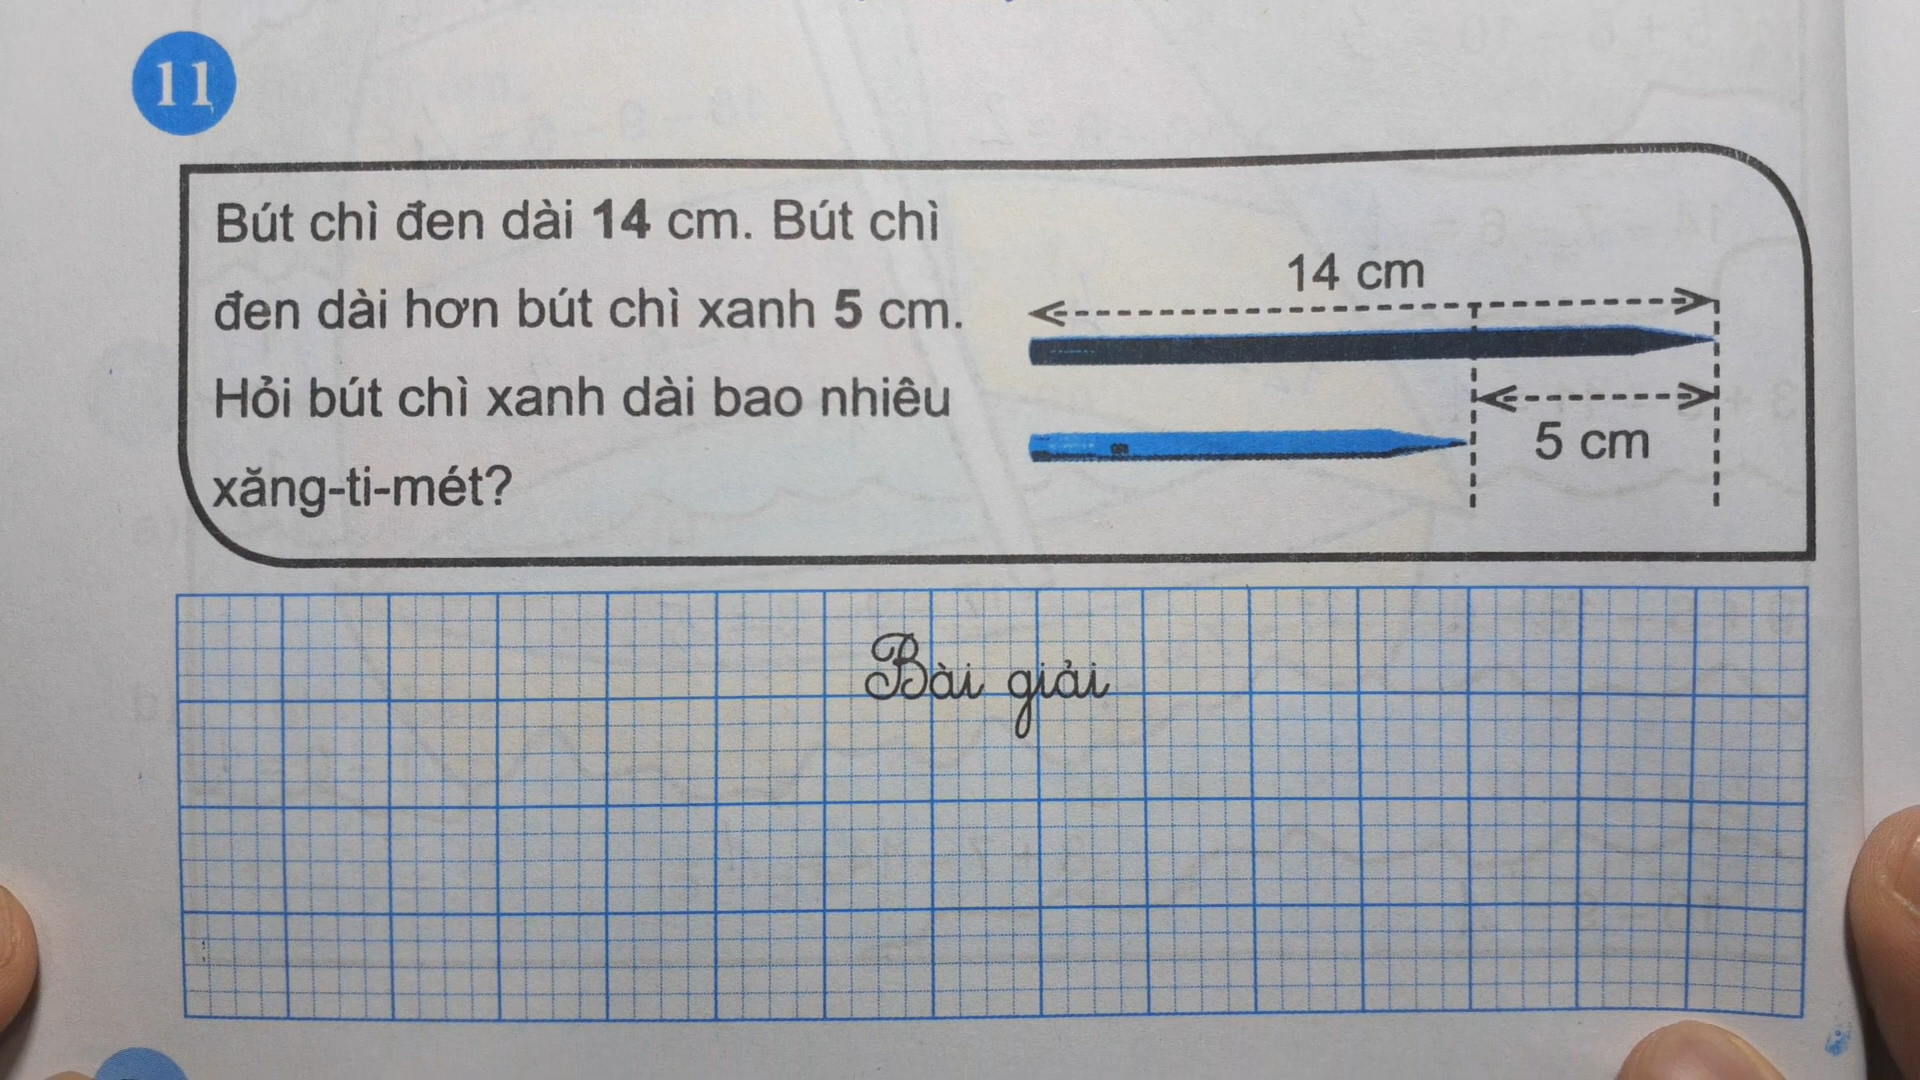 11
Bút chì đen dài 14 cm. Bút chì
đen dài hơn bút chì xanh 5 cm.
Hỏi bút chì xanh dài bao nhiêu
xăng-ti-mét?
14 cm
5 cm
Bài giải